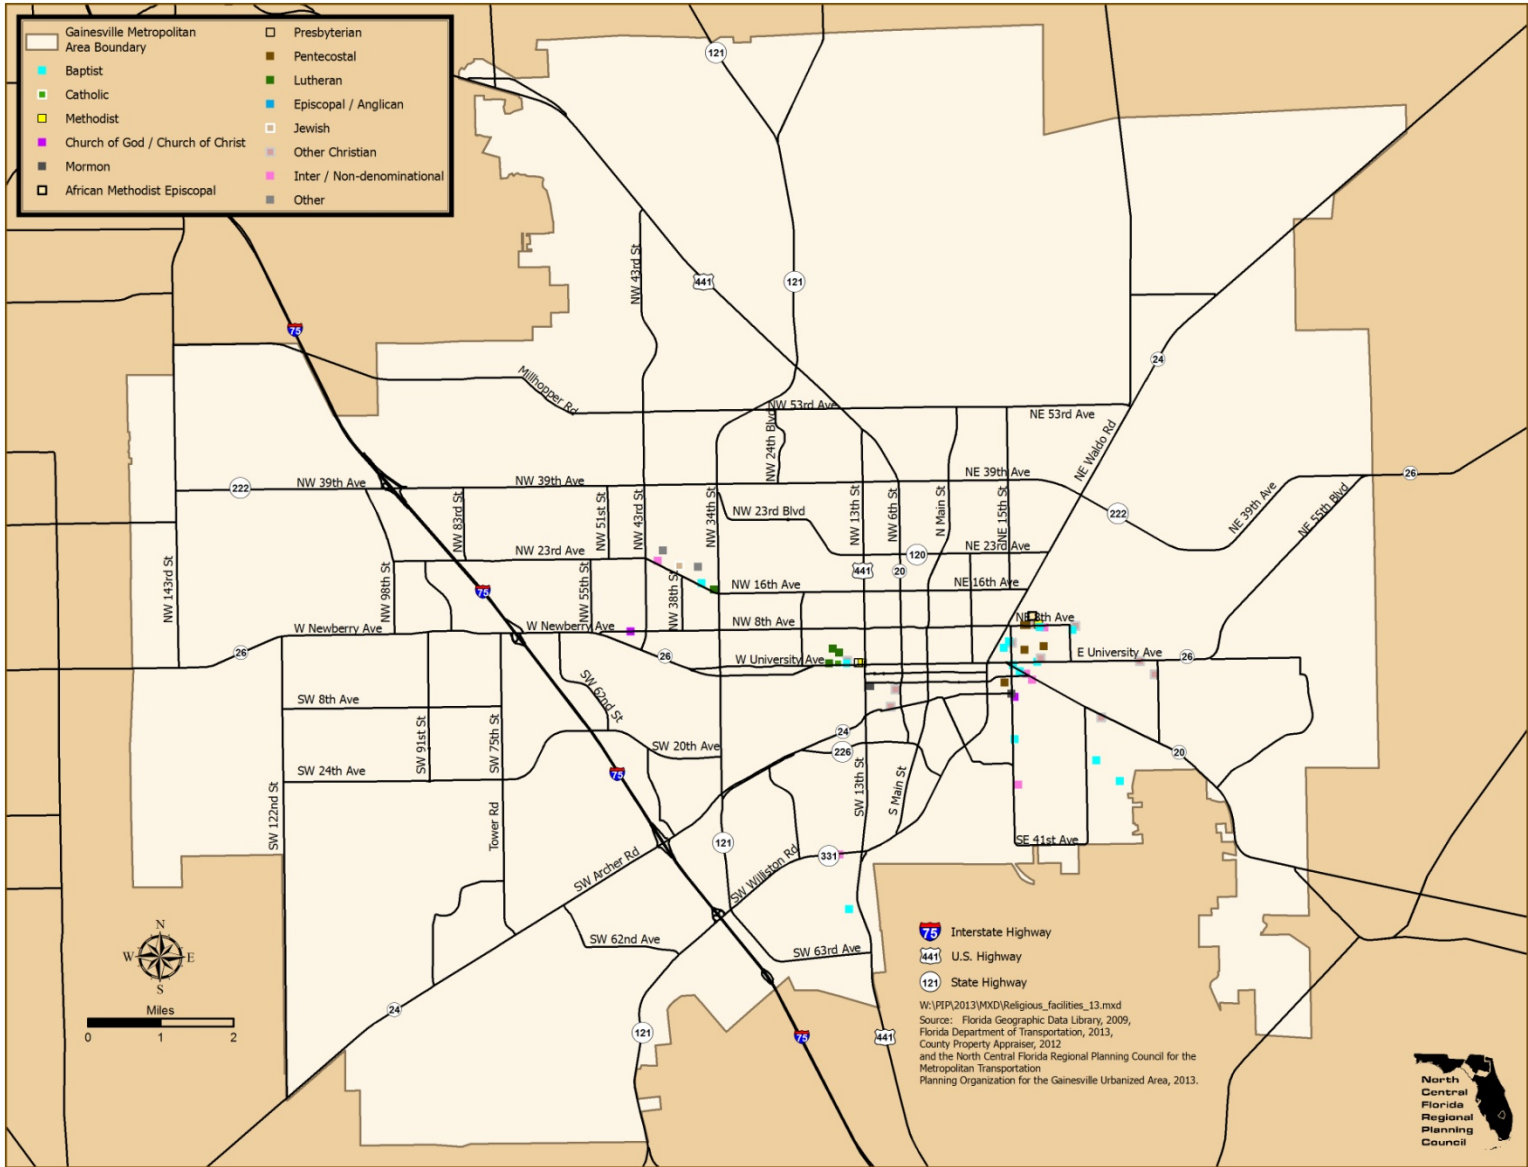 Gainesville Metropolitan
Area Boundary
Baptist
Catholic
Methodist
Church of God / Church of Christ
Mormon
African Methodist Episcopal
Presbyterian
Pentecostal
Lutheran
Episcopal / Anglican
Jewish
Other Christian
Inter / Non-denominational
Other
121
NW 43rd St
441
121
75
24
Millhopper Rd
NW 53rd Ave
NE 53rd Ave
NW 24th Blvd
NE Waldo Rd
222
NW 39th Ave
NW 39th Ave
NE 39th Ave
26
NW 83rd St
NW 51st St
NW 43rd St
NW 34th St
NW 23rd Blvd
NW 13th St
NW 6th St
N Main St
NE 15th St
222
NE 39th Ave
NE 55th Blvd
NW 23rd Ave
120
NE 23rd Ave
441
20
NW 143rd St
NW 98th St
75
NW 55th St
NW 38th St
NW 16th Ave
NE 16th Ave
W Newberry Ave
W Newberry Ave
NW 8th Ave
NE 8th Ave
26
26
W University Ave
E University Ave
26
SW 8th Ave
SW 62nd St
SW 91st St
SW 75th St
24
226
SW 20th Ave
20
SW 24th Ave
75
SW 122nd St
Tower Rd
SW 13th St
S Main St
121
SE 41st Ave
331
SW Archer Rd
SW Williston Rd
SW 62nd Ave
SW 63rd Ave
24
121
75
441
N
W
E
S
Miles
0
1
2
75
Interstate Highway
441
U.S. Highway
121
State Highway
W:\PIP\2013\MXD\Religious_facilities_13.mxd
Source: Florida Geographic Data Library, 2009,
Florida Department of Transportation, 2013,
County Property Appraiser, 2012
and the North Central Florida Regional Planning Council for the
Metropolitan Transportation
Planning Organization for the Gainesville Urbanized Area, 2013.
North
Central
Florida
Regional
Planning
Council